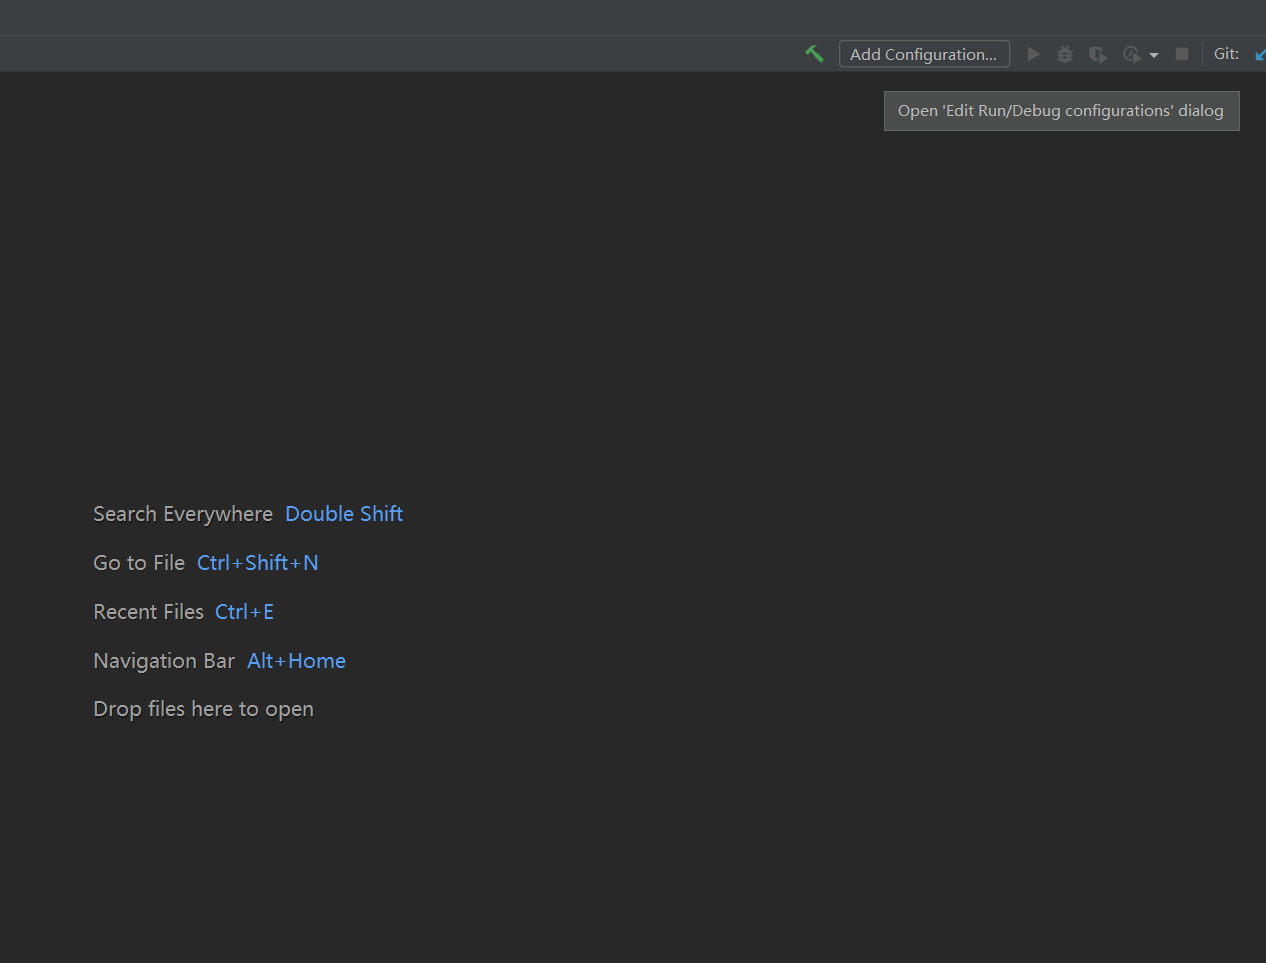 Add Configuration... Git:
Open 'Edit Run/Debug configurations' dialog
Search Everywhere Double Shift
Go to File Ctrl+Shift+N
Recent Files Ctrl+E
Navigation Bar Alt+Home
Drop files here to open